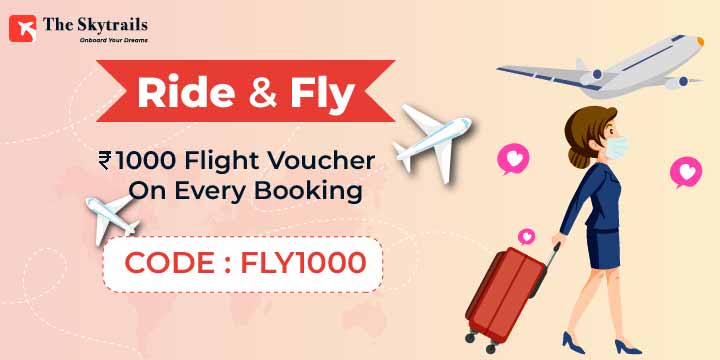 The Skytrails
Onboard Your Dreams
Ride & Fly
₹1000 Flight Voucher
On Every Booking
CODE : FLY1000